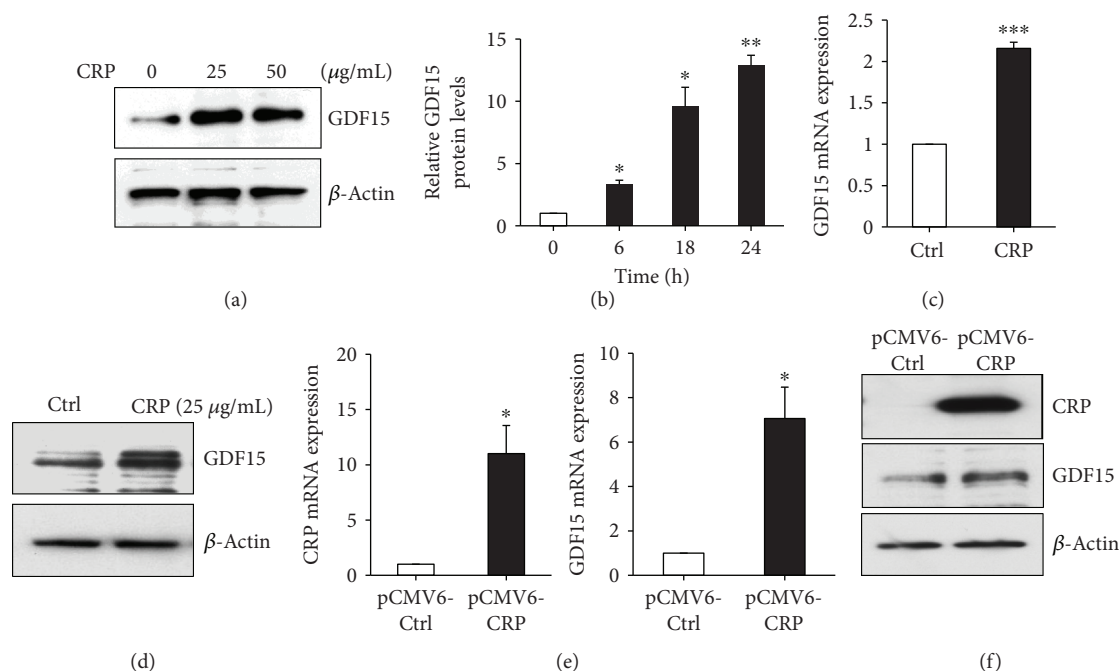 CRP 0 25 50 (μg/mL)
GDF15
β-Actin
(a)
Relative GDF15
protein levels
15
10
5
0
*
*
**
0 6 18 24
Time (h)
(b)
GDF15 mRNA expression
2.5
2
1.5
1
0.5
0
***
Ctrl CRP
(c)
Ctrl CRP (25 μg/mL)
GDF15
β-Actin
(d)
CRP mRNA expression
20
15
10
5
0
*
pCMV6-
Ctrl
pCMV6-
CRP
GDF15 mRNA expression
10
8
6
4
2
0
*
pCMV6-
Ctrl
pCMV6-
CRP
(e)
pCMV6-
Ctrl
pCMV6-
CRP
CRP
GDF15
β-Actin
(f)